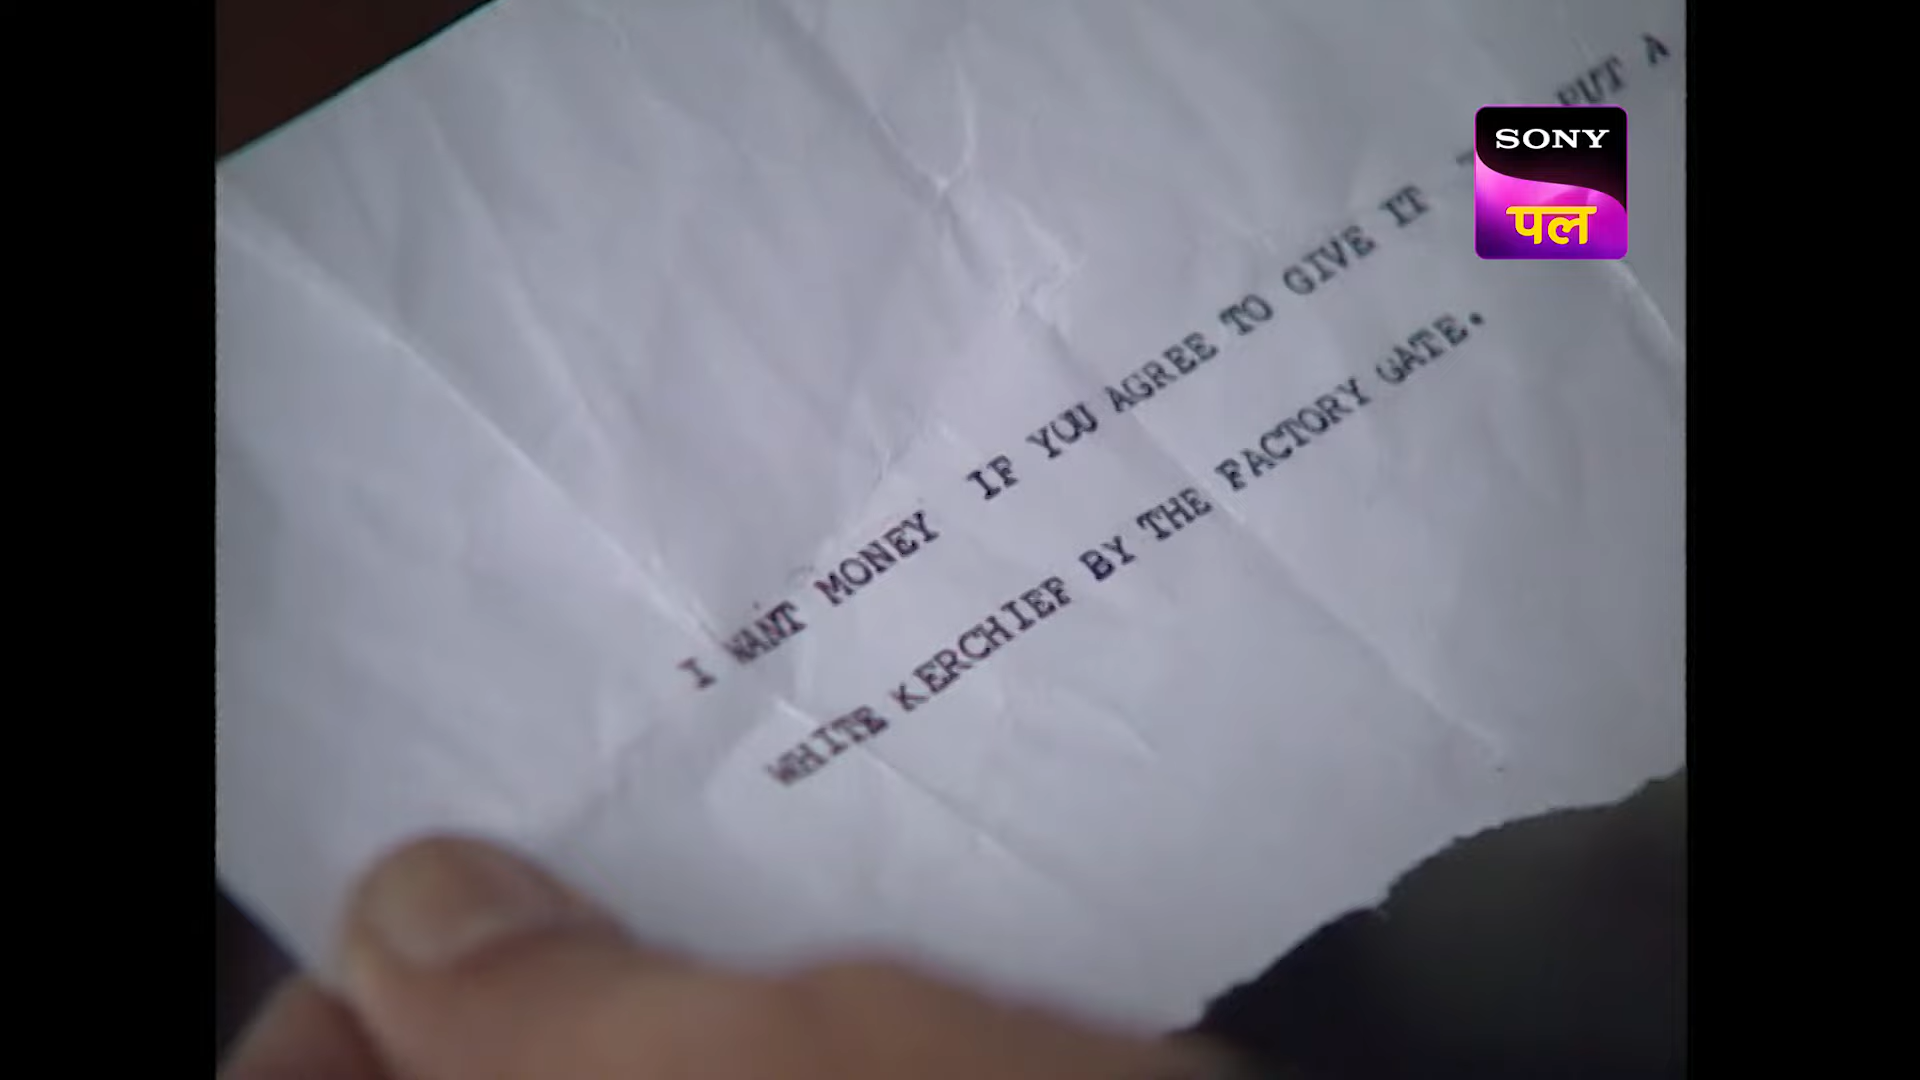 I WANT MONEY IF YOU AGREE TO GIVE IT PUT A
WHITE KERCHIEF BY THE FACTORY GATE.
SONY
पल